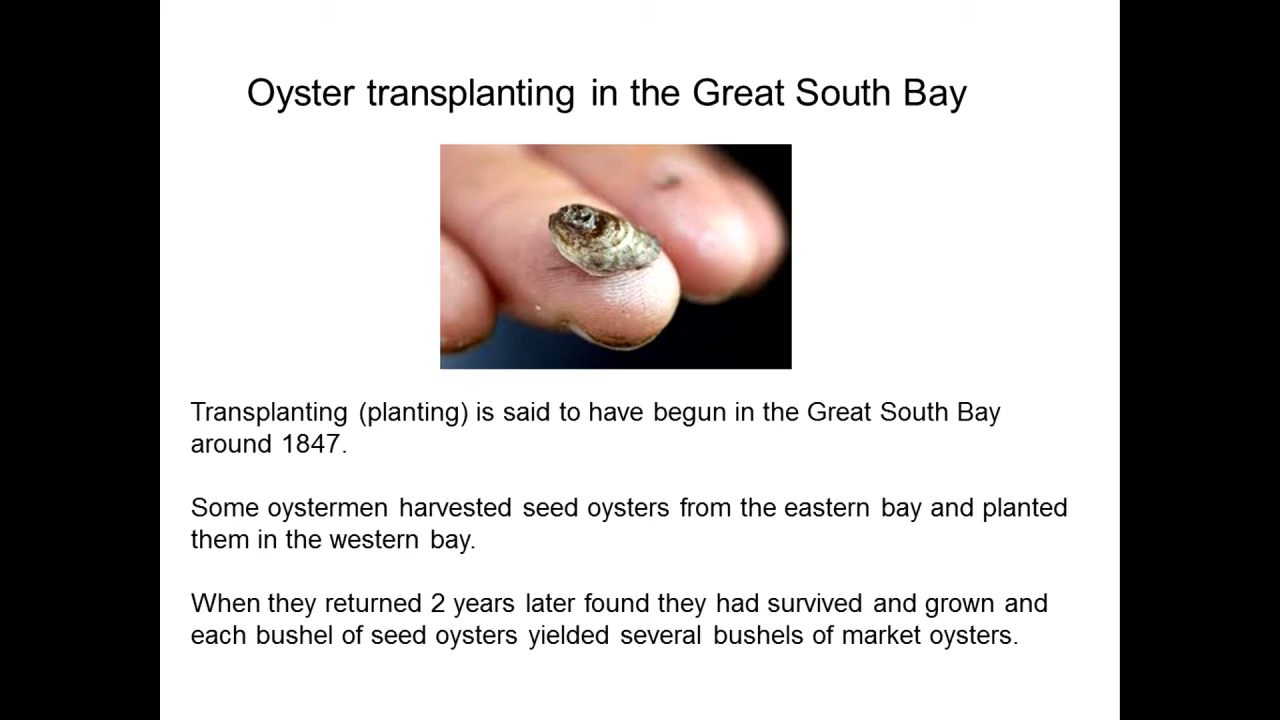 Oyster transplanting in the Great South Bay
Transplanting (planting) is said to have begun in the Great South Bay
around 1847.
Some oystermen harvested seed oysters from the eastern bay and planted
them in the western bay.
When they returned 2 years later found they had survived and grown and
each bushel of seed oysters yielded several bushels of market oysters.